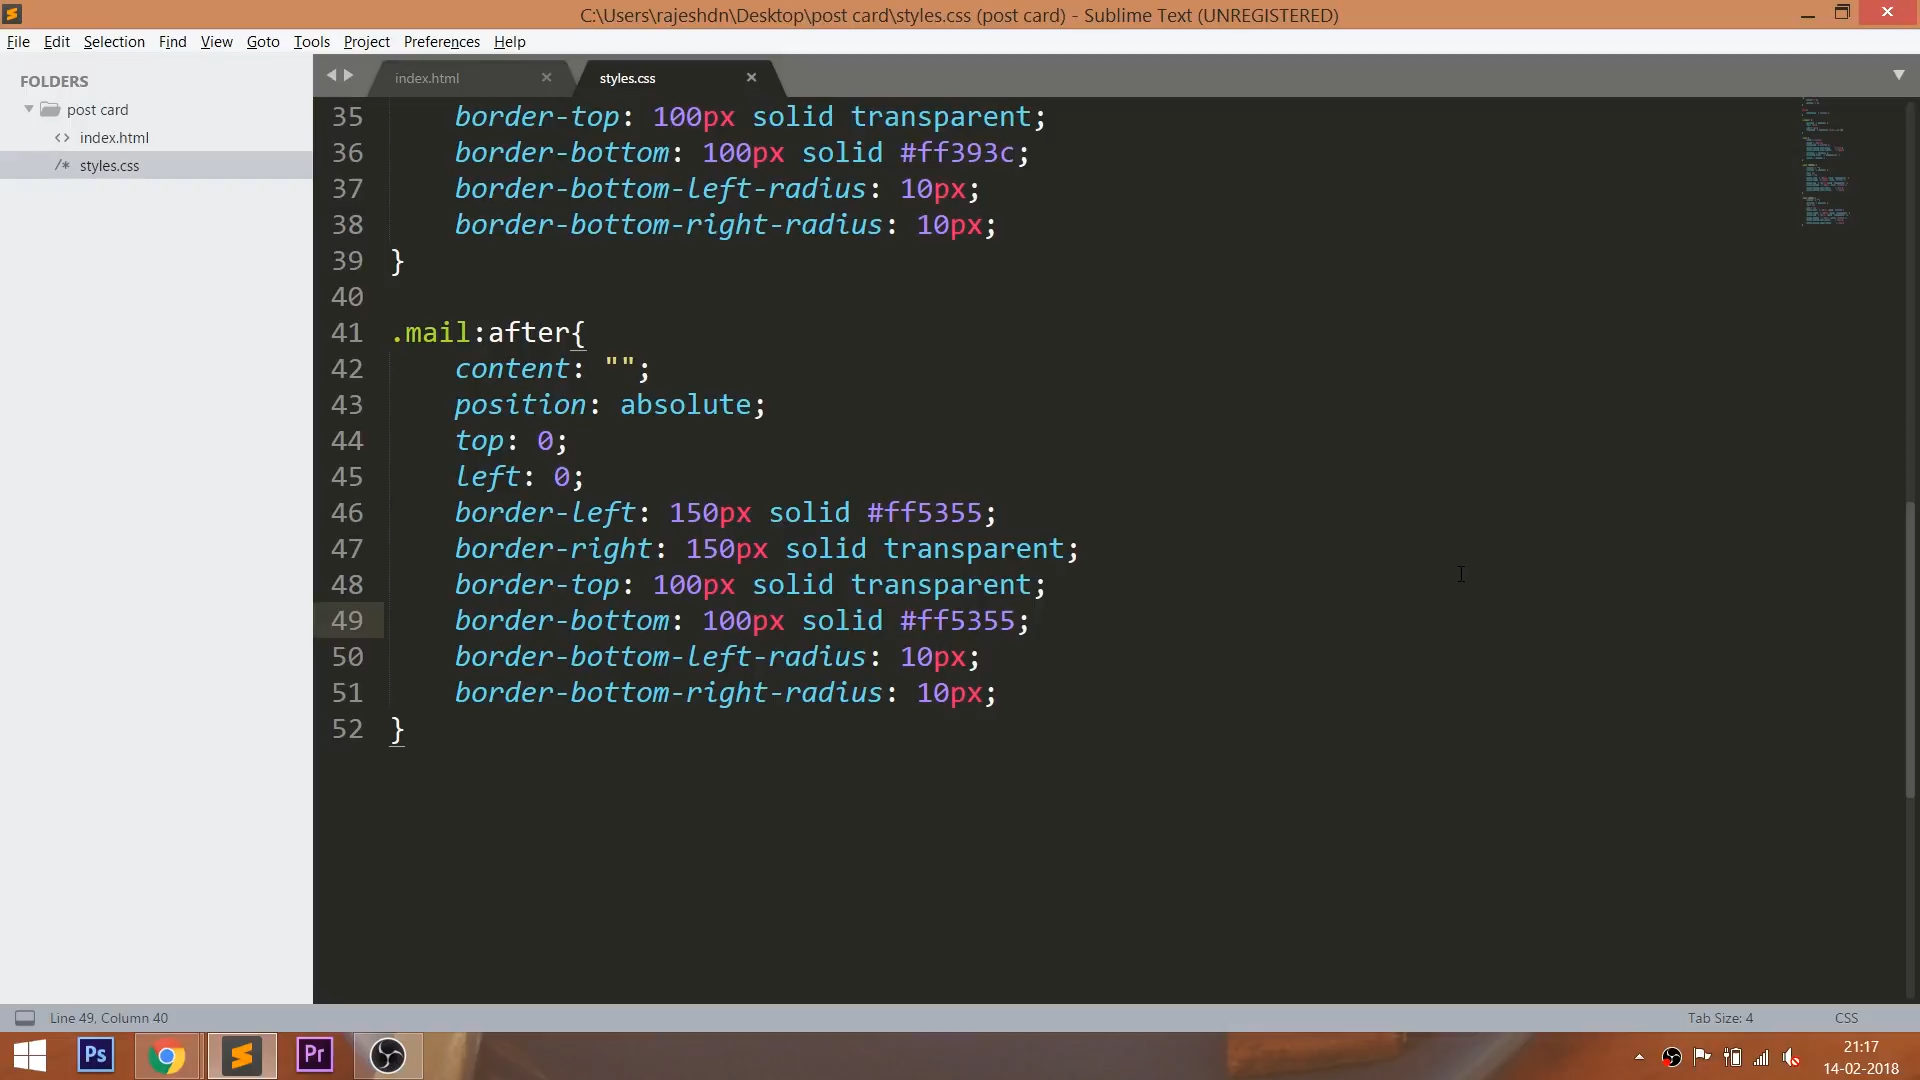 C:\Users\rajeshdn\Desktop\post card\styles.css (post card) - Sublime Text (UNREGISTERED)
File Edit Selection Find View Goto Tools Project Preferences Help
FOLDERS
post card
<> index.html
/* styles.css
index.html
styles.css
35 border-top: 100px solid transparent;
36 border-bottom: 100px solid #ff393c;
37 border-bottom-left-radius: 10px;
38 border-bottom-right-radius: 10px;
39 }
40
41 .mail:after{
42 content: "";
43 position: absolute;
44 top: 0;
45 left: 0;
46 border-left: 150px solid #ff5355;
47 border-right: 150px solid transparent;
48 border-top: 100px solid transparent;
49 border-bottom: 100px solid #ff5355;
50 border-bottom-left-radius: 10px;
51 border-bottom-right-radius: 10px;
52 }
Line 49, Column 40
Tab Size: 4
CSS
Ps
Pr
21:17
14-02-2018